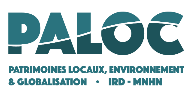 PALOC
PATRIMOINES LOCAUX, ENVIRONNEMENT
& GLOBALISATION • IRD - MNHN